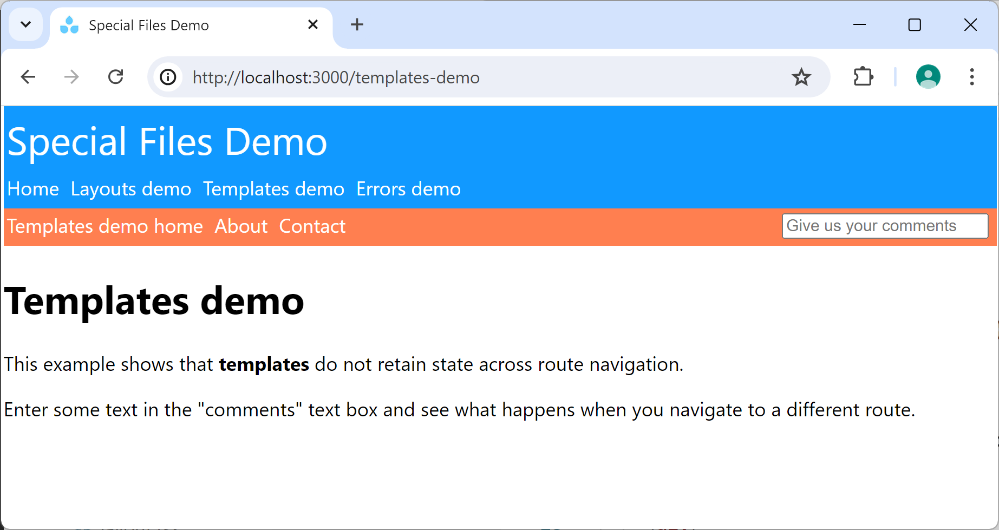 Special Files Demo
http://localhost:3000/templates-demo
Special Files Demo
Home Layouts demo Templates demo Errors demo
Templates demo home About Contact Give us your comments
Templates demo
This example shows that templates do not retain state across route navigation.
Enter some text in the "comments" text box and see what happens when you navigate to a different route.